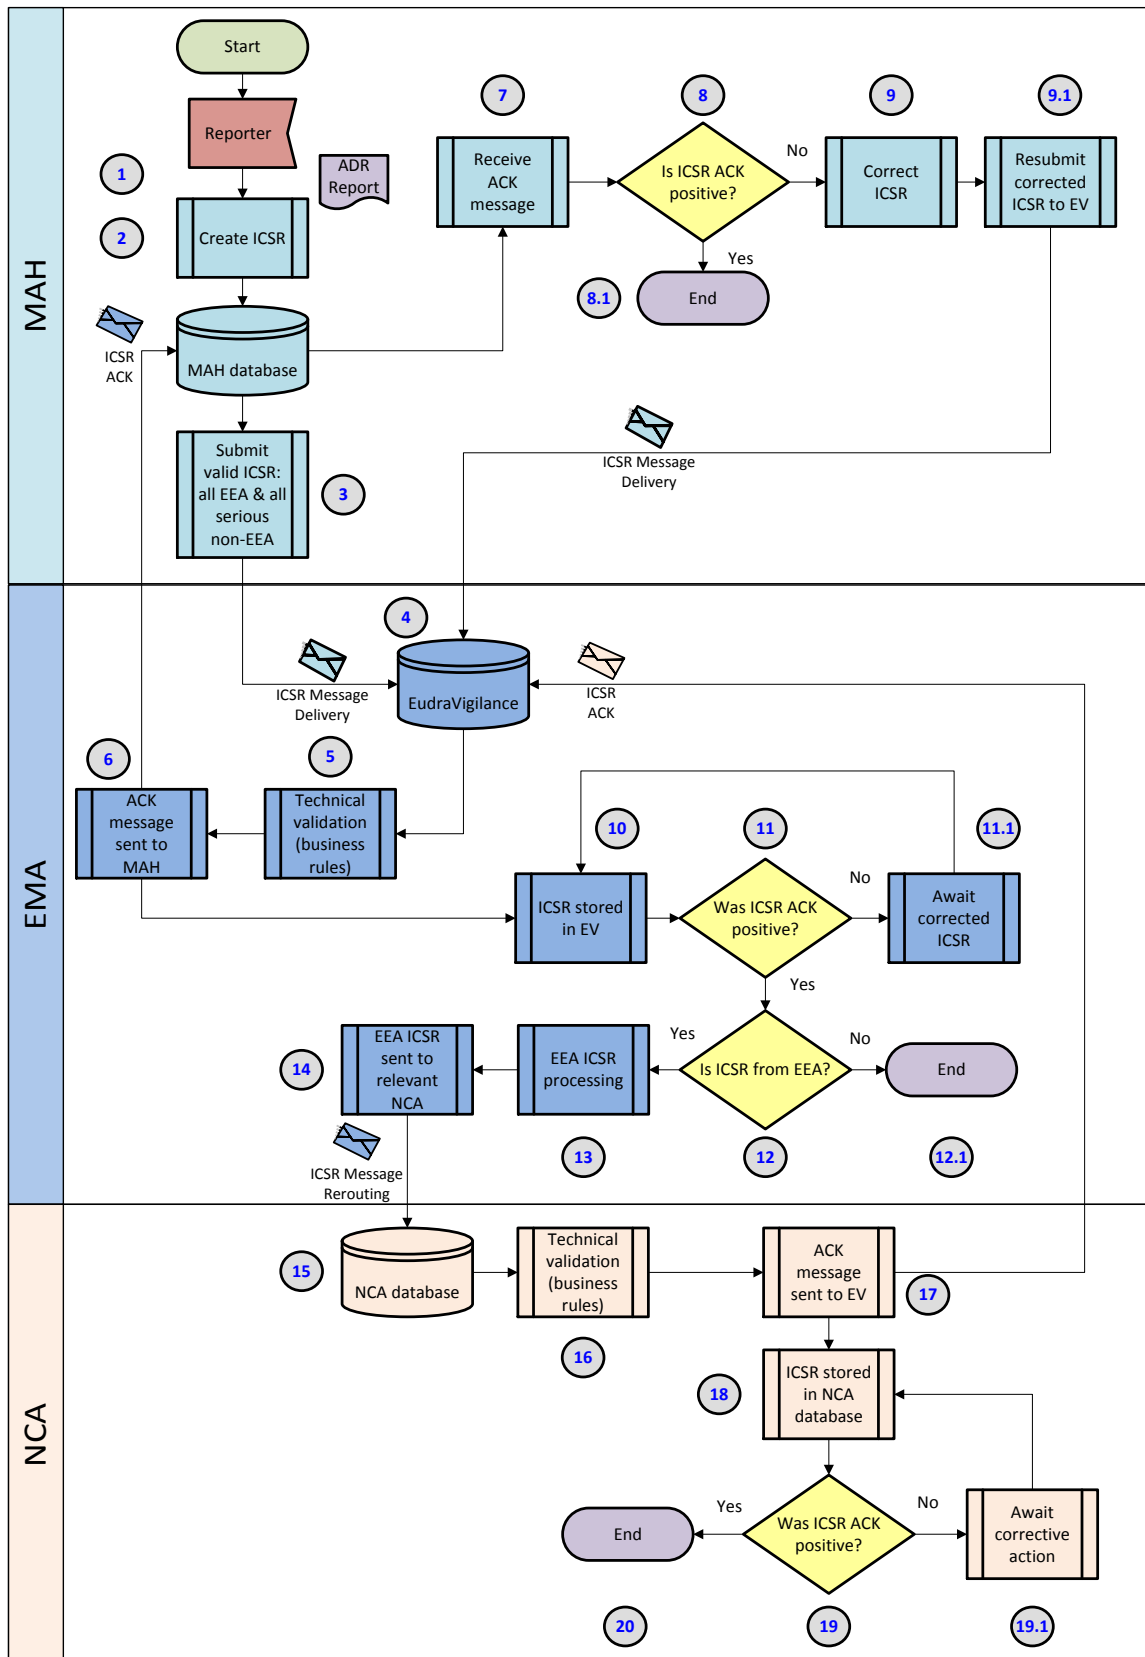 MAH
Start
Reporter
1
ADR
Report
2
Create ICSR
ICSR
ACK
MAH database
Submit
valid ICSR:
all EEA & all
serious
non-EEA
3
7
Receive
ACK
message
8
Is ICSR ACK
positive?
No
Yes
8.1
End
9
Correct
ICSR
9.1
Resubmit
corrected
ICSR to EV
ICSR Message
Delivery
EMA
4
EudraVigilance
ICSR Message
Delivery
ICSR
ACK
5
Technical
validation
(business
rules)
6
ACK
message
sent to
MAH
10
ICSR stored
in EV
11
Was ICSR ACK
positive?
No
Yes
11.1
Await
corrected
ICSR
Is ICSR from EEA?
Yes
No
12
End
12.1
EEA ICSR
processing
13
EEA ICSR
sent to
relevant
NCA
14
ICSR Message
Rerouting
NCA
15
NCA database
Technical
validation
(business
rules)
16
ACK
message
sent to EV
17
18
ICSR stored
in NCA
database
Was ICSR ACK
positive?
Yes
No
19
Await
corrective
action
19.1
End
20